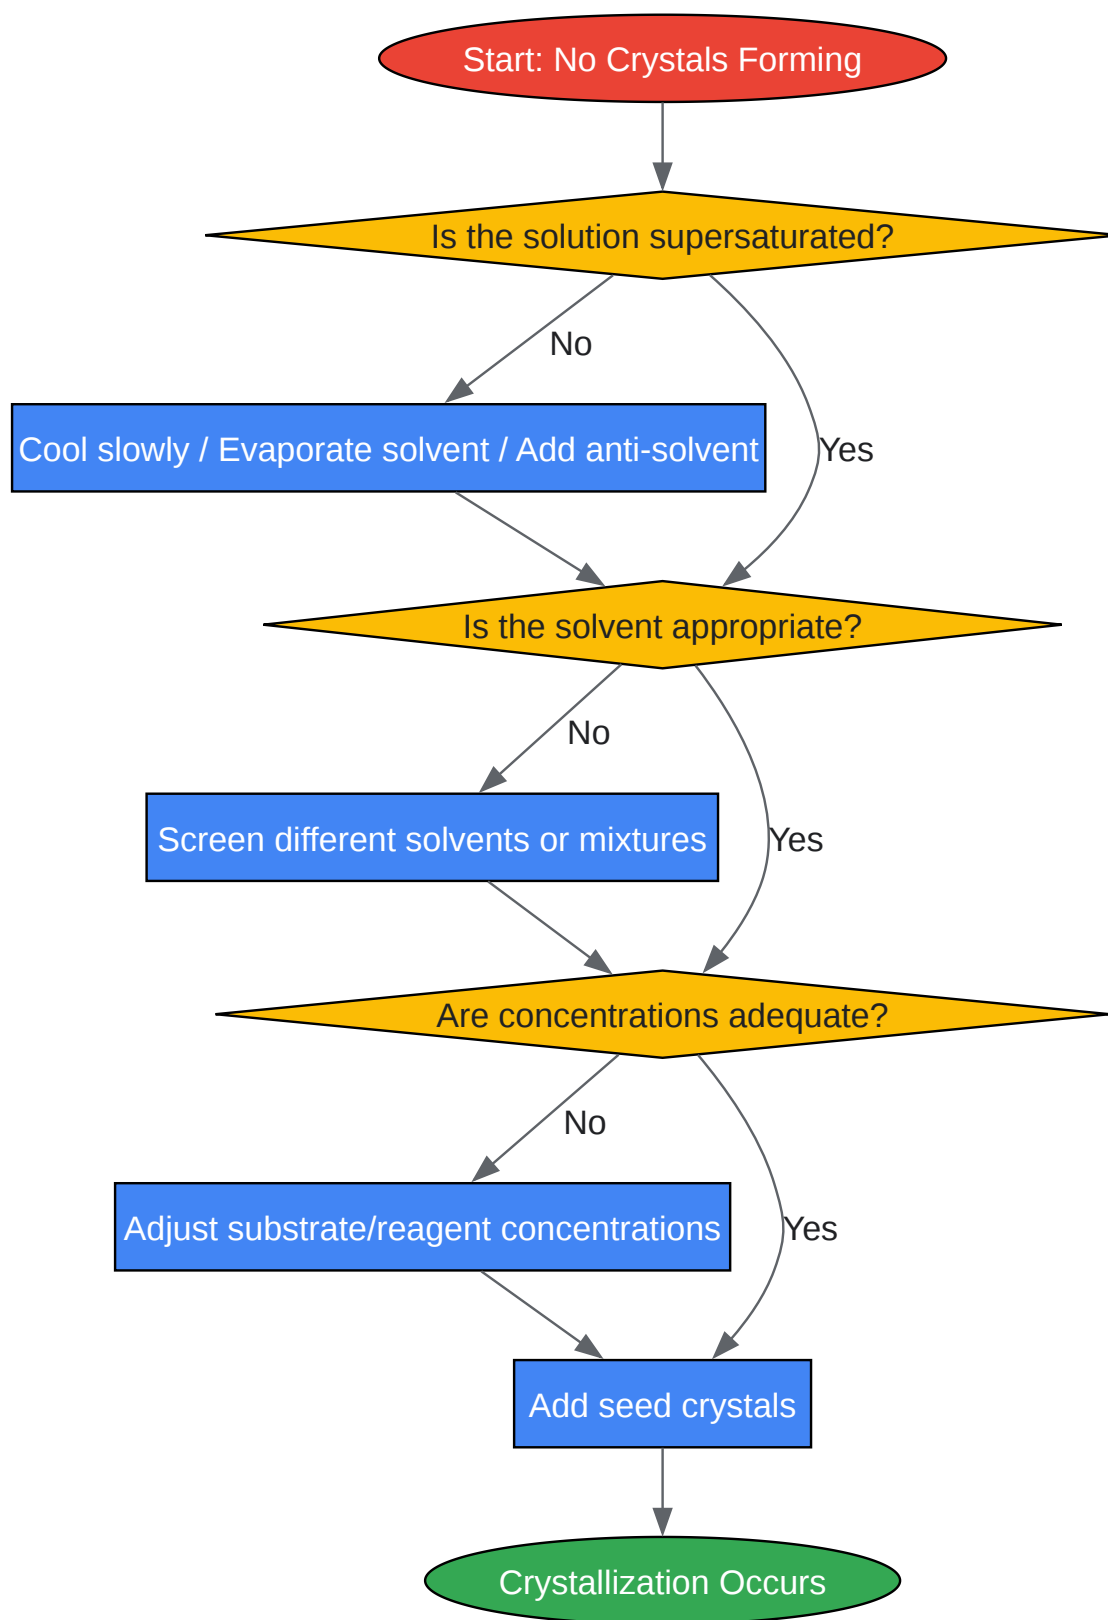 Start: No Crystals Forming
Is the solution supersaturated?
No
Cool slowly / Evaporate solvent / Add anti-solvent
Yes
Is the solvent appropriate?
No
Screen different solvents or mixtures
Yes
Are concentrations adequate?
No
Adjust substrate/reagent concentrations
Yes
Add seed crystals
Crystallization Occurs